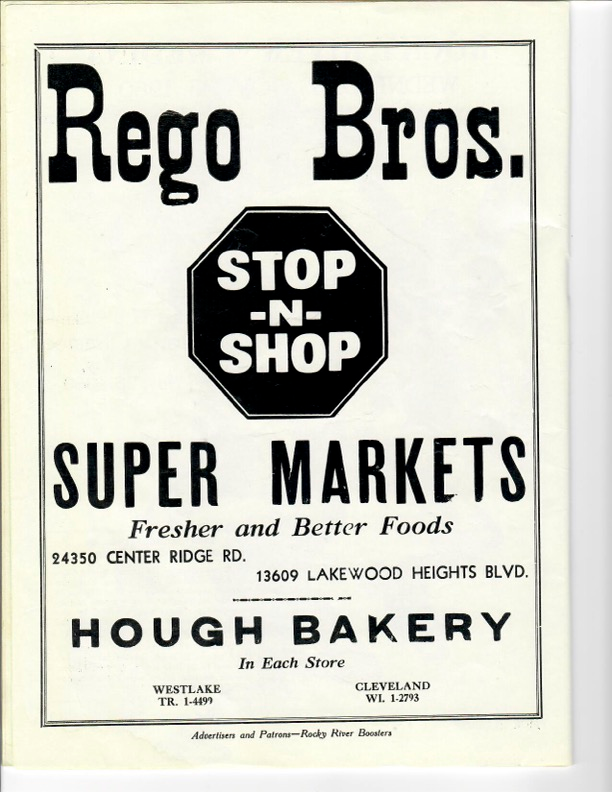 Rego Bros.
STOP
-N-
SHOP
SUPER MARKETS
Fresher and Better Foods
24350 CENTER RIDGE RD.
13609 LAKEWOOD HEIGHTS BLVD.
HOUGH BAKERY
In Each Store
WESTLAKE
TR. 1-4499
CLEVELAND
WI. 1-2793
Advertisers and Patrons—Rocky River Boosters